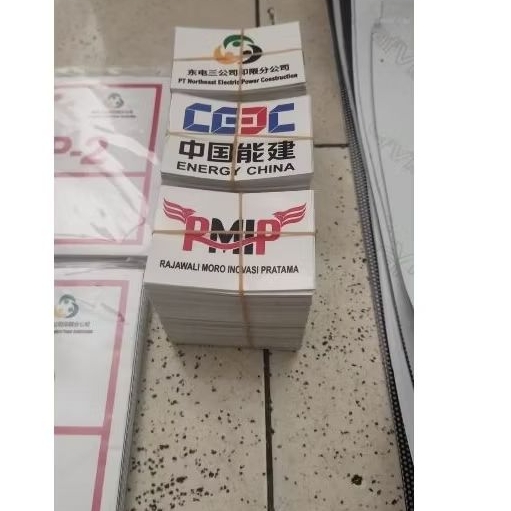 东电三公司印限分公司
PT Northeast Electric Power Construction
CEEC
中国能建
ENERGY CHINA
RMIP
RAJAWALI MORO INOVASI PRATAMA
P-2